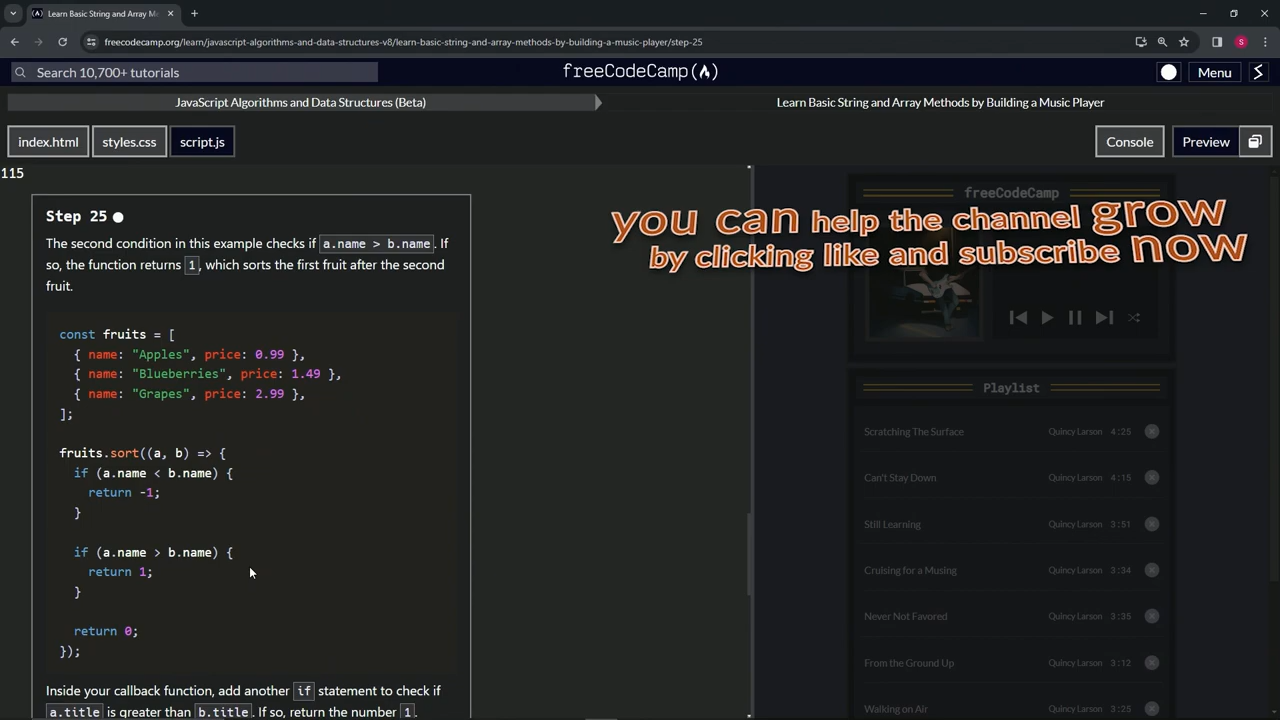 Learn Basic String and Array Me
freecodecamp.org/learn/javascript-algorithms-and-data-structures-v8/learn-basic-string-and-array-methods-by-building-a-music-player/step-25
S
Search 10,700+ tutorials
freeCodeCamp
Menu
JavaScript Algorithms and Data Structures (Beta)
Learn Basic String and Array Methods by Building a Music Player
index.html
styles.css
script.js
Console
Preview
115
Step 25
The second condition in this example checks if a.name > b.name. If
so, the function returns 1, which sorts the first fruit after the second
fruit.
const fruits = [
{ name: "Apples", price: 0.99 },
{ name: "Blueberries", price: 1.49 },
{ name: "Grapes", price: 2.99 },
];
fruits.sort((a, b) => {
if (a.name < b.name) {
return -1;
}
if (a.name > b.name) {
return 1;
}
return 0;
});
Inside your callback function, add another if statement to check if
a.title is greater than b.title. If so, return the number 1.
freeCodeCamp
you can help the channel grow
by clicking like and subscribe now
Playlist
Scratching The Surface Quincy Larson 4:25
Can't Stay Down Quincy Larson 4:15
Still Learning Quincy Larson 3:51
Cruising for a Musing Quincy Larson 3:34
Never Not Favored Quincy Larson 3:35
From the Ground Up Quincy Larson 3:12
Walking on Air Quincy Larson 3:25